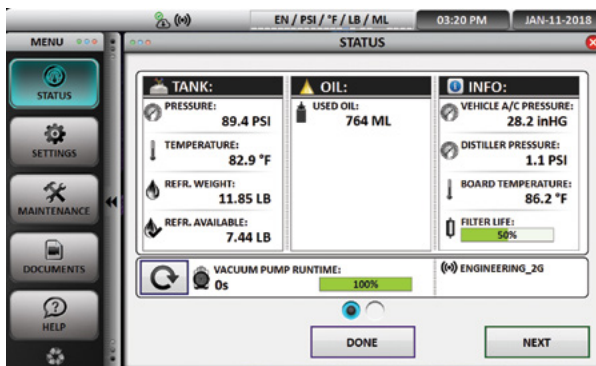 EN / PSI / °F / LB / ML
03:20 PM
JAN-11-2018
MENU
STATUS
STATUS
SETTINGS
MAINTENANCE
DOCUMENTS
HELP
TANK:
PRESSURE:
89.4 PSI
TEMPERATURE:
82.9 °F
REFR. WEIGHT:
11.85 LB
REFR. AVAILABLE:
7.44 LB
OIL:
USED OIL:
764 ML
INFO:
VEHICLE A/C PRESSURE:
28.2 inHG
DISTILLER PRESSURE:
1.1 PSI
BOARD TEMPERATURE:
86.2 °F
FILTER LIFE:
50%
VACUUM PUMP RUNTIME:
0s
100%
ENGINEERING_2G
DONE
NEXT